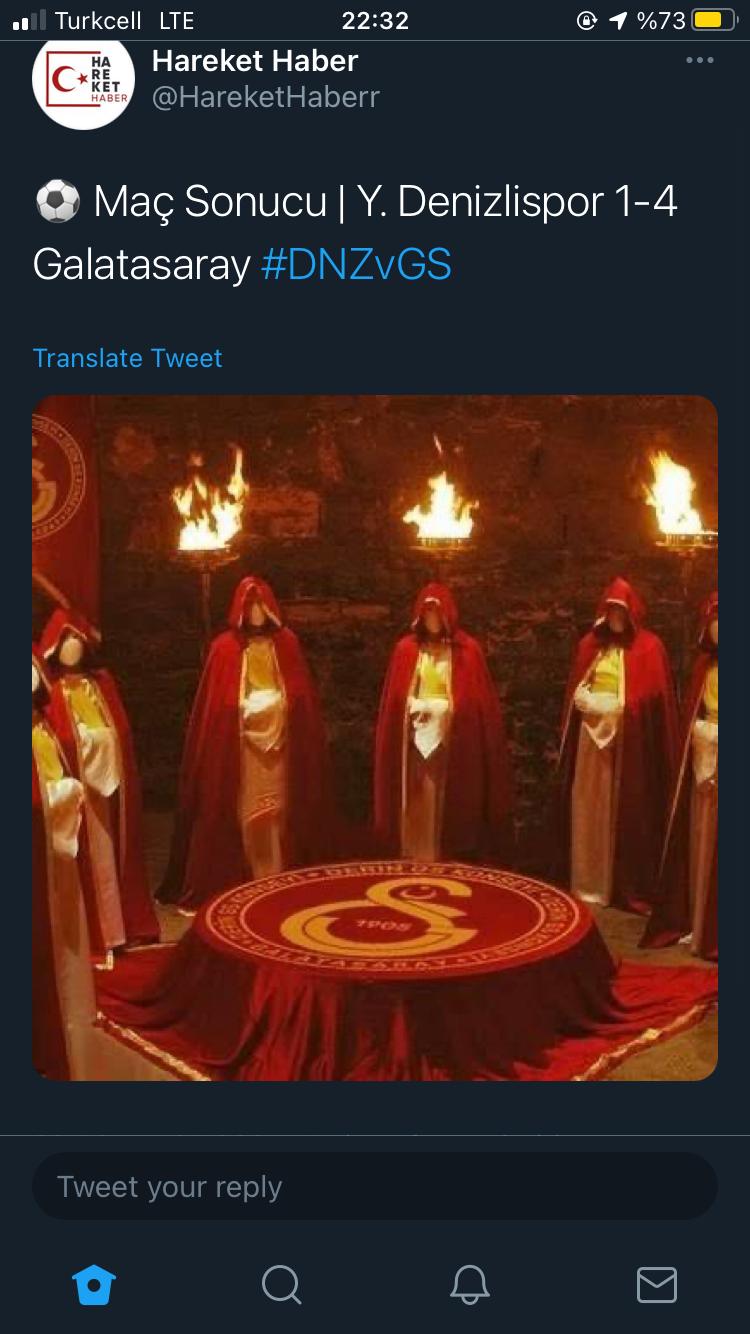 Turkcell LTE 22:32 %73
HA
RE
KET
HABER
Hareket Haber
@HareketHaberr
Maç Sonucu | Y. Denizlispor 1-4
Galatasaray #DNZvGS
Translate Tweet
DERİN GS KONSEYİ
1905
GALATASARAY
Tweet your reply